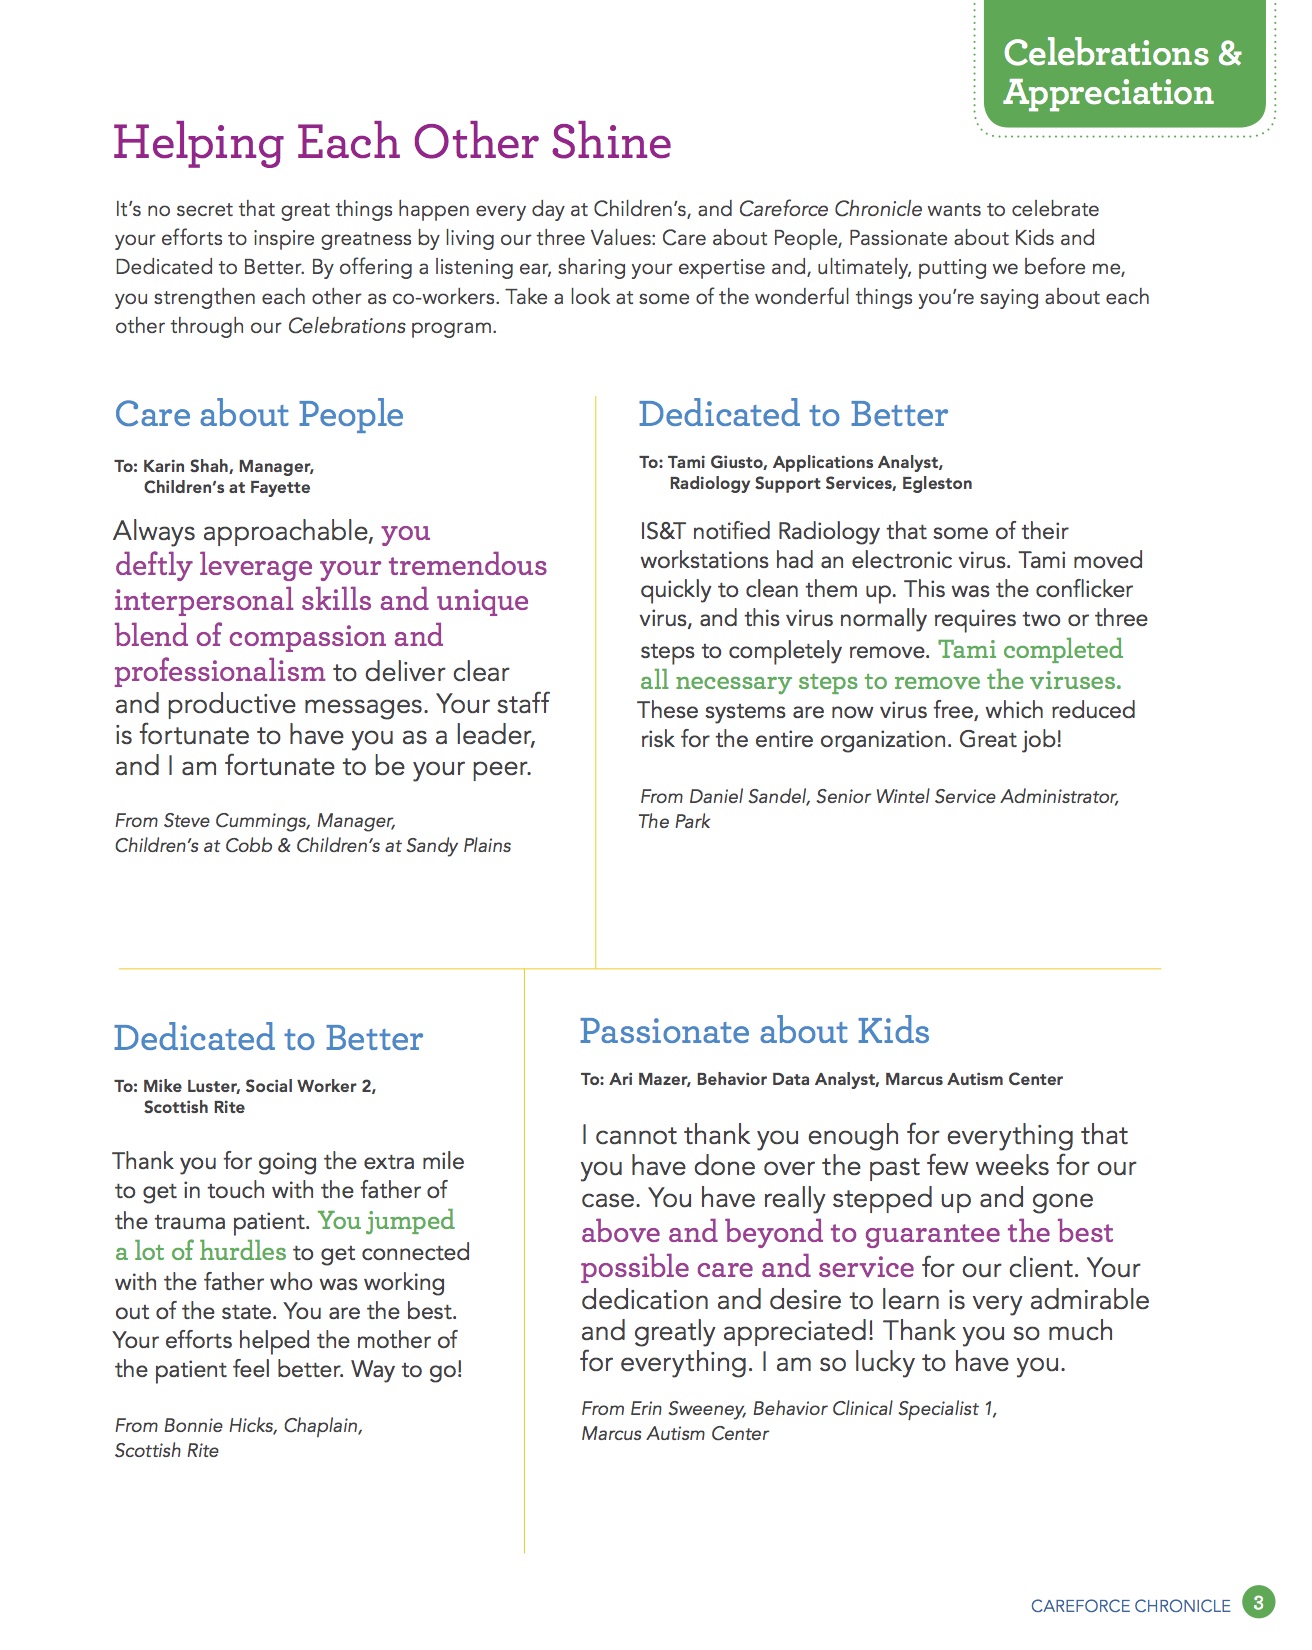 Celebrations &
Appreciation
Helping Each Other Shine
It’s no secret that great things happen every day at Children’s, and Careforce Chronicle wants to celebrate
your efforts to inspire greatness by living our three Values: Care about People, Passionate about Kids and
Dedicated to Better. By offering a listening ear, sharing your expertise and, ultimately, putting we before me,
you strengthen each other as co-workers. Take a look at some of the wonderful things you’re saying about each
other through our Celebrations program.
Care about People
To: Karin Shah, Manager,
Children’s at Fayette
Always approachable, you
deftly leverage your tremendous
interpersonal skills and unique
blend of compassion and
professionalism to deliver clear
and productive messages. Your staff
is fortunate to have you as a leader,
and I am fortunate to be your peer.
From Steve Cummings, Manager,
Children’s at Cobb & Children’s at Sandy Plains
Dedicated to Better
To: Tami Giusto, Applications Analyst,
Radiology Support Services, Egleston
IS&T notified Radiology that some of their
workstations had an electronic virus. Tami moved
quickly to clean them up. This was the conflicker
virus, and this virus normally requires two or three
steps to completely remove. Tami completed
all necessary steps to remove the viruses.
These systems are now virus free, which reduced
risk for the entire organization. Great job!
From Daniel Sandel, Senior Wintel Service Administrator,
The Park
Dedicated to Better
To: Mike Luster, Social Worker 2,
Scottish Rite
Thank you for going the extra mile
to get in touch with the father of
the trauma patient. You jumped
a lot of hurdles to get connected
with the father who was working
out of the state. You are the best.
Your efforts helped the mother of
the patient feel better. Way to go!
From Bonnie Hicks, Chaplain,
Scottish Rite
Passionate about Kids
To: Ari Mazer, Behavior Data Analyst, Marcus Autism Center
I cannot thank you enough for everything that
you have done over the past few weeks for our
case. You have really stepped up and gone
above and beyond to guarantee the best
possible care and service for our client. Your
dedication and desire to learn is very admirable
and greatly appreciated! Thank you so much
for everything. I am so lucky to have you.
From Erin Sweeney, Behavior Clinical Specialist 1,
Marcus Autism Center
CAREFORCE CHRONICLE 3